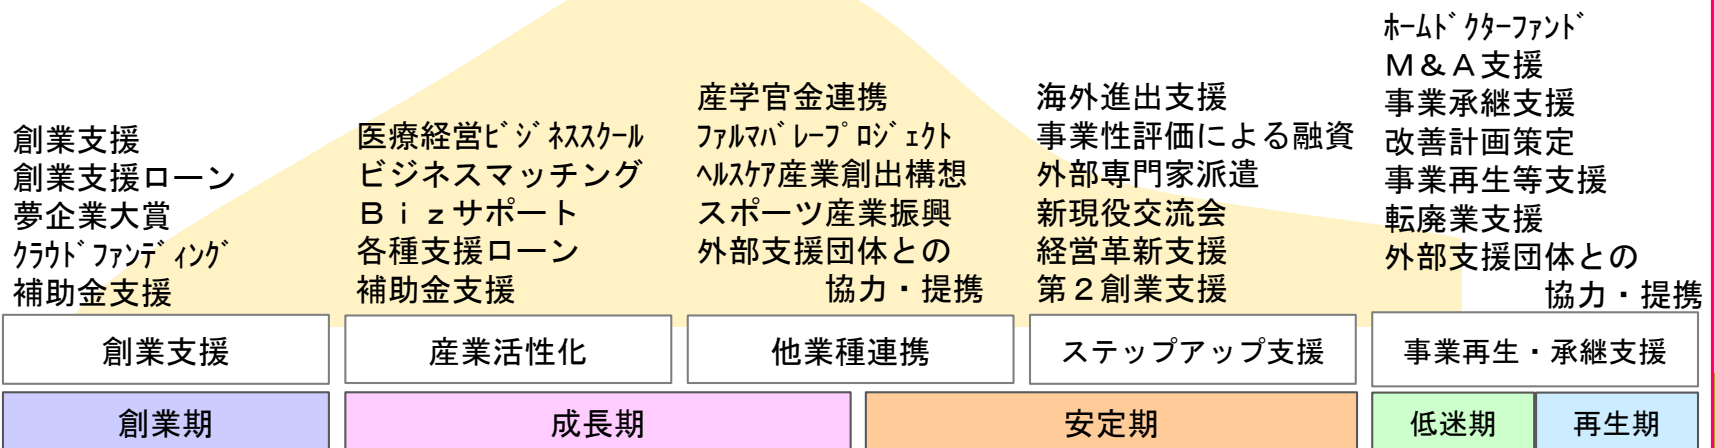 創業支援
創業支援ローン
夢企業大賞
ｸﾗｳﾄﾞﾌｧﾝﾃﾞｨﾝｸﾞ
補助金支援
医療経営ﾋﾞｼﾞﾈｽｽｸｰﾙ
ビジネスマッチング
Ｂｉｚサポート
各種支援ローン
補助金支援
産学官金連携
ﾌｧﾙﾏﾊﾞﾚｰﾌﾟﾛｼﾞｪｸﾄ
ﾍﾙｽｹｱ産業創出構想
スポーツ産業振興
外部支援団体との
協力・提携
海外進出支援
事業性評価による融資
外部専門家派遣
新現役交流会
経営革新支援
第２創業支援
ﾎｰﾑﾄﾞｸﾀｰﾌｧﾝﾄﾞ
Ｍ＆Ａ支援
事業承継支援
改善計画策定
事業再生等支援
転廃業支援
外部支援団体との
協力・提携
創業支援
産業活性化
他業種連携
ステップアップ支援
事業再生・承継支援
創業期
成長期
安定期
低迷期
再生期